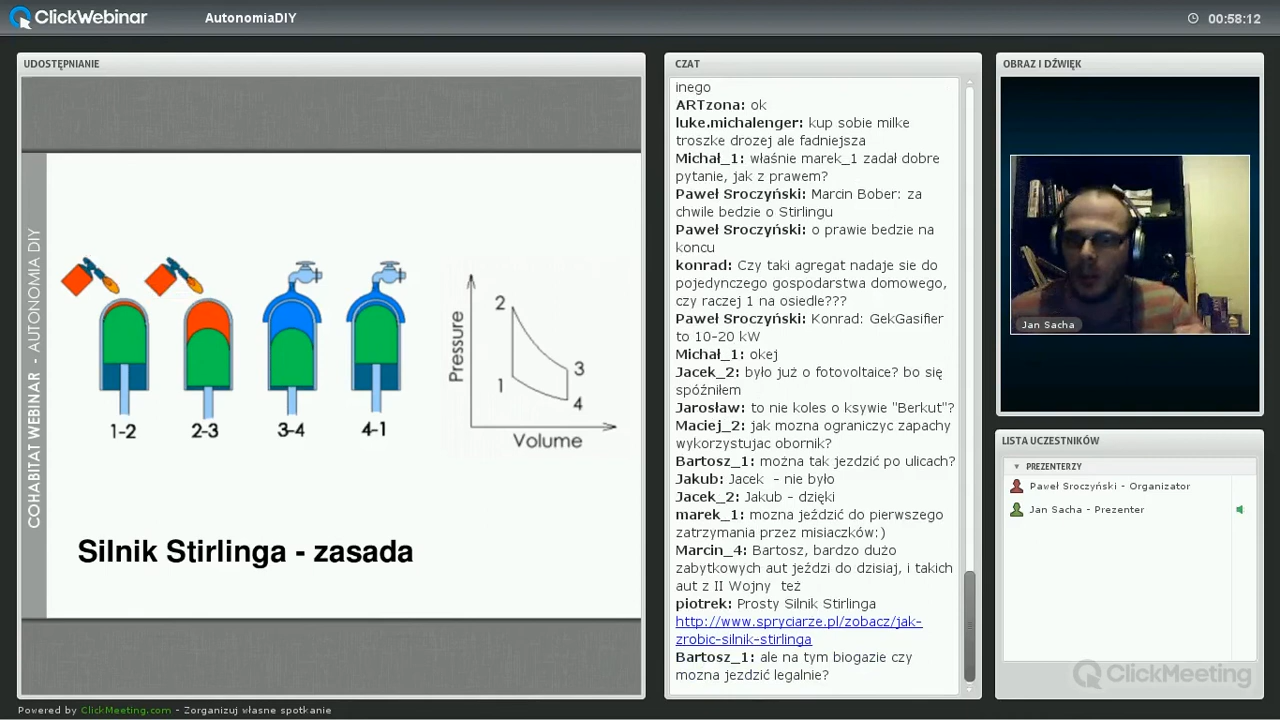 ClickWebinar
AutonomiaDIY
00:58:12
UDOSTĘPNIANIE
COHABITAT WEBINAR - AUTONOMIA DIY
1-2
2-3
3-4
4-1
Pressure
2
3
1
4
Volume
Silnik Stirlinga - zasada
CZAT
inego
ARTzona: ok
luke.michalenger: kup sobie milke
troszke drozej ale fadniejsza
Michał_1: właśnie marek_1 zadał dobre
pytanie, jak z prawem?
Paweł Sroczyński: Marcin Bober: za
chwile bedzie o Stirlingu
Paweł Sroczyński: o prawie bedzie na
koncu
konrad: Czy taki agregat nadaje sie do
pojedynczego gospodarstwa domowego,
czy raczej 1 na osiedle???
Paweł Sroczyński: Konrad: GekGasifier
to 10-20 kW
Michał_1: okej
Jacek_2: było już o fotovoltaice? bo się
spóźniłem
Jarosław: to nie koles o ksywie "Berkut"?
Maciej_2: jak mozna ograniczyc zapachy
wykorzystujac obornik?
Bartosz_1: można tak jezdzić po ulicach?
Jakub: Jacek - nie było
Jacek_2: Jakub - dzięki
marek_1: mozna jeździć do pierwszego
zatrzymania przez misiaczków:)
Marcin_4: Bartosz, bardzo dużo
zabytkowych aut jeździ do dzisiaj, i takich
aut z II Wojny też
piotrek: Prosty Silnik Stirlinga
http://www.spryciarze.pl/zobacz/jak-
zrobic-silnik-stirlinga
Bartosz_1: ale na tym biogazie czy
mozna jezdzić legalnie?
OBRAZ I DŹWIĘK
Jan Sacha
LISTA UCZESTNIKÓW
PREZENTERZY
Paweł Sroczyński - Organizator
Jan Sacha - Prezenter
ClickMeeting
Powered by ClickMeeting.com - Zorganizuj własne spotkanie